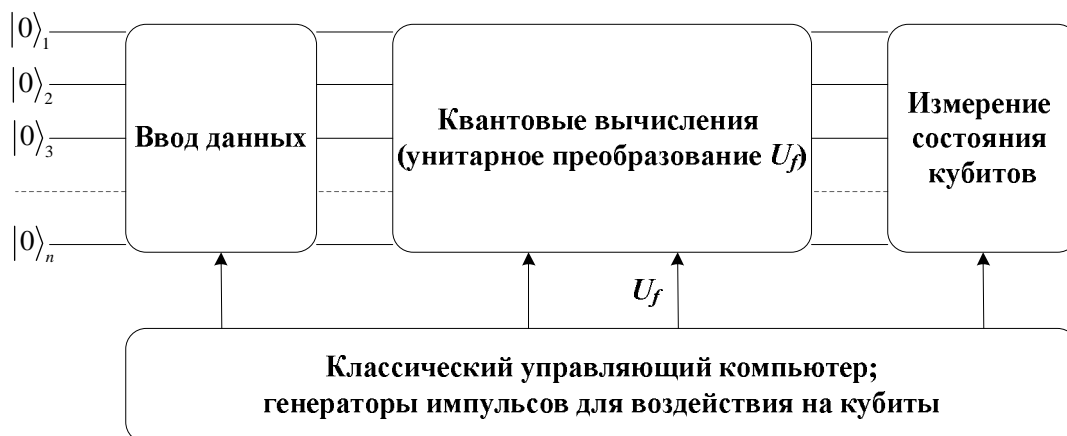 |0⟩₁
|0⟩₂
|0⟩₃
|0⟩ₙ
Ввод данных
Квантовые вычисления
(унитарное преобразование U_f)
Измерение
состояния
кубитов
U_f
Классический управляющий компьютер;
генераторы импульсов для воздействия на кубиты